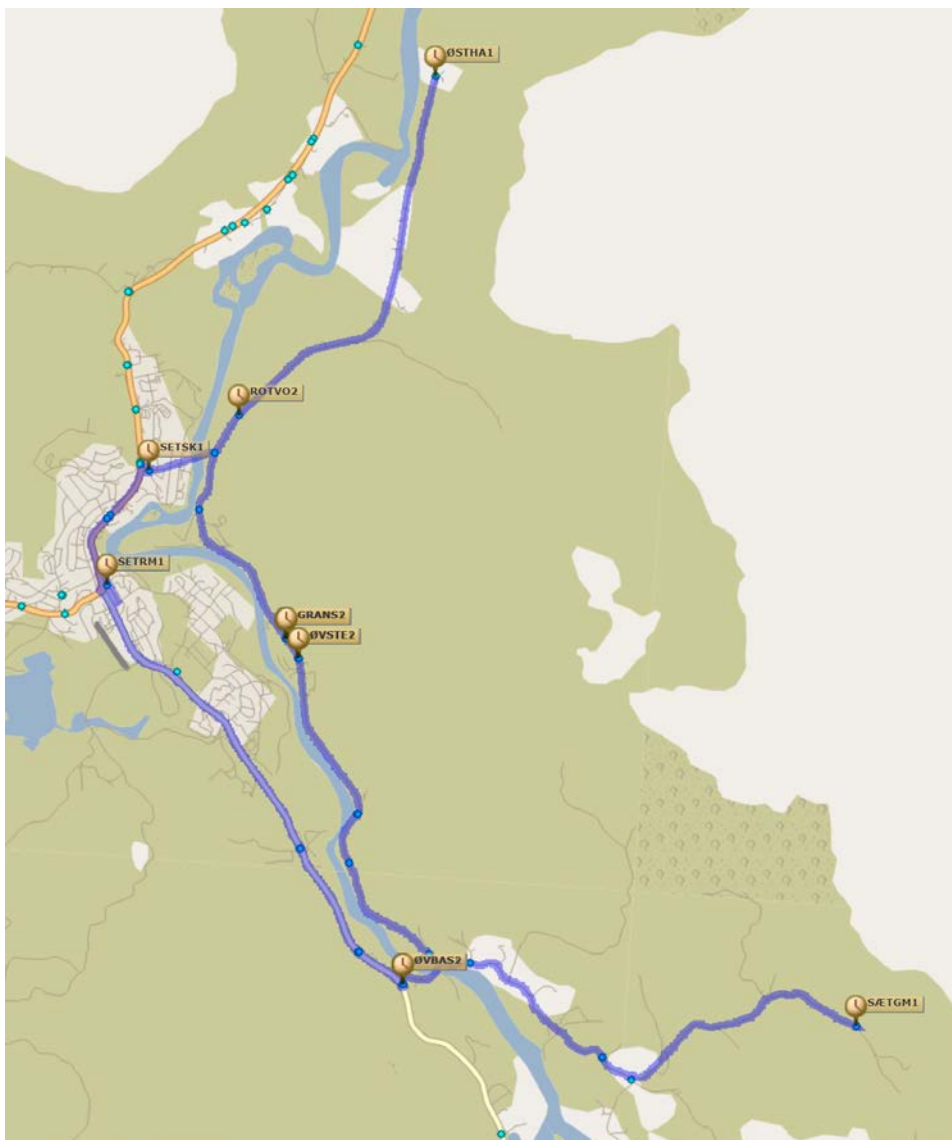 ØSTHA1
ROTVO2
SETSK1
SETRM1
GRANS2
ØVSTE2
ØVBAS2
SÆTGM1